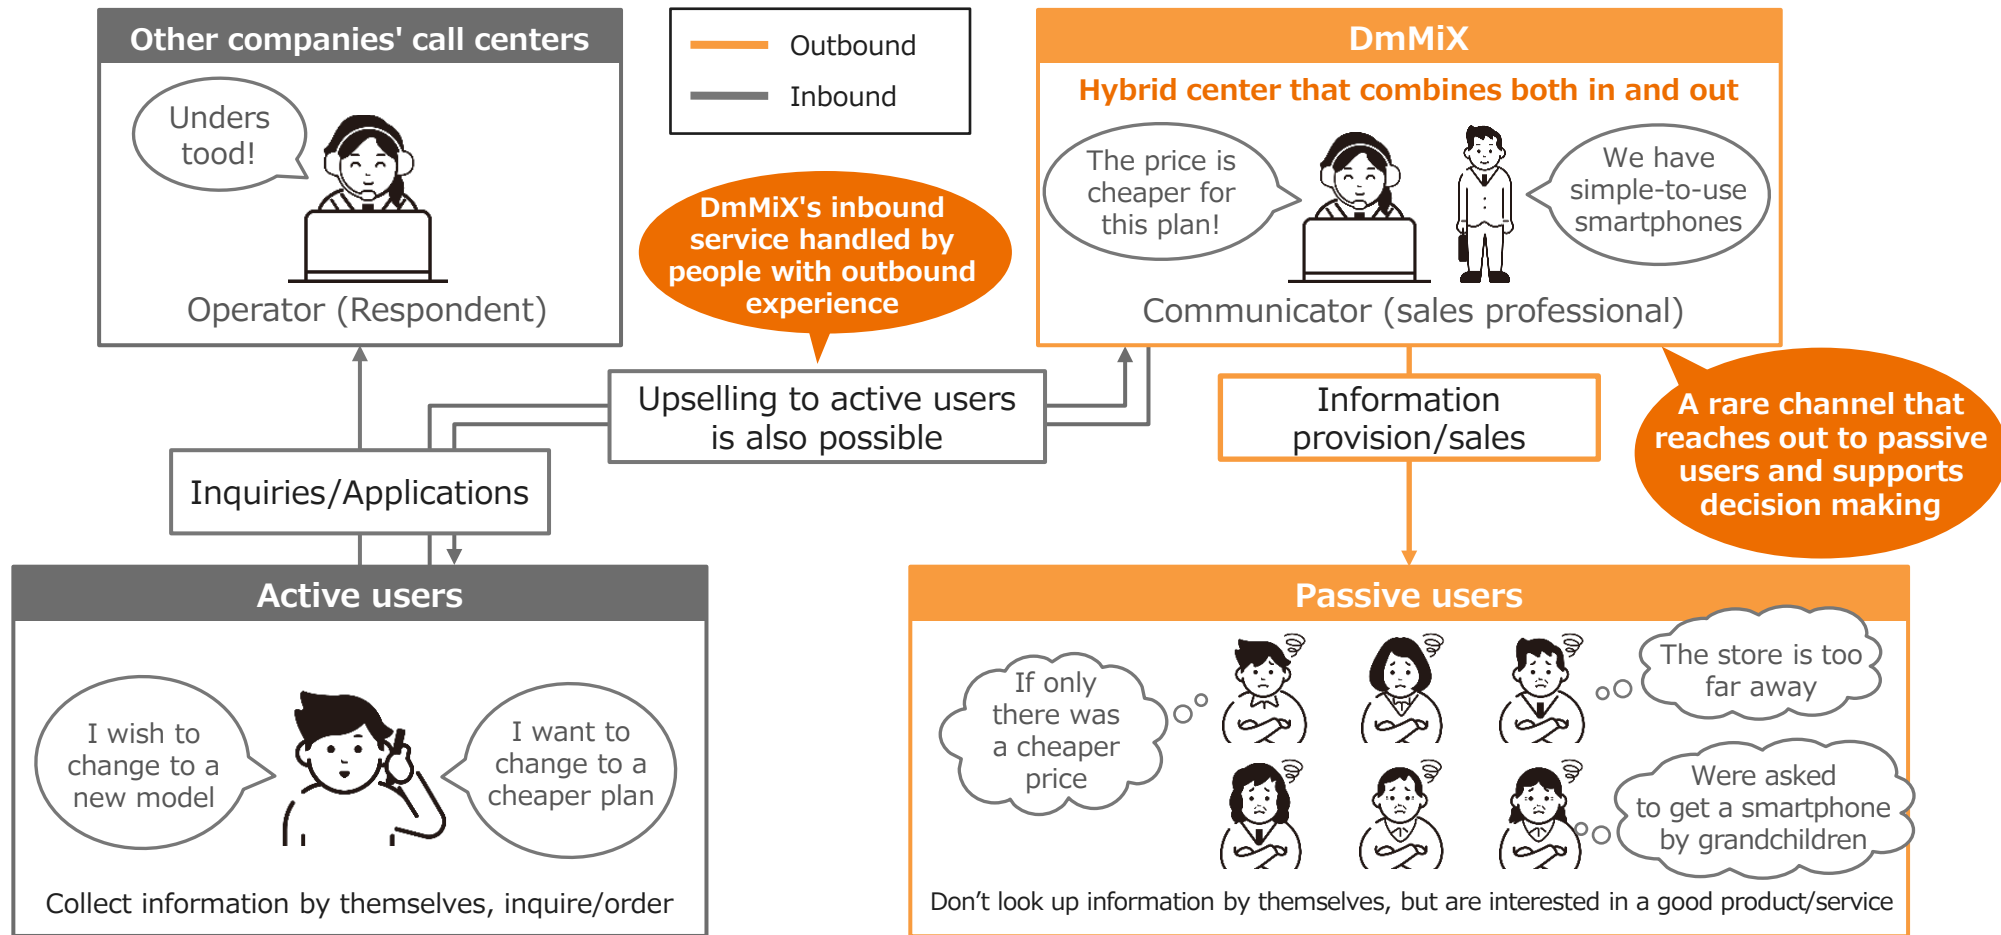 Other companies' call centers
Unders
tood!
Operator (Respondent)
Outbound
Inbound
DmMiX
Hybrid center that combines both in and out
The price is
cheaper for
this plan!
We have
simple-to-use
smartphones
Communicator (sales professional)
DmMiX's inbound
service handled by
people with outbound
experience
Upselling to active users
is also possible
Inquiries/Applications
Information
provision/sales
A rare channel that
reaches out to passive
users and supports
decision making
Active users
I wish to
change to a
new model
I want to
change to a
cheaper plan
Collect information by themselves, inquire/order
Passive users
If only
there was
a cheaper
price
The store is too
far away
Were asked
to get a smartphone
by grandchildren
Don’t look up information by themselves, but are interested in a good product/service